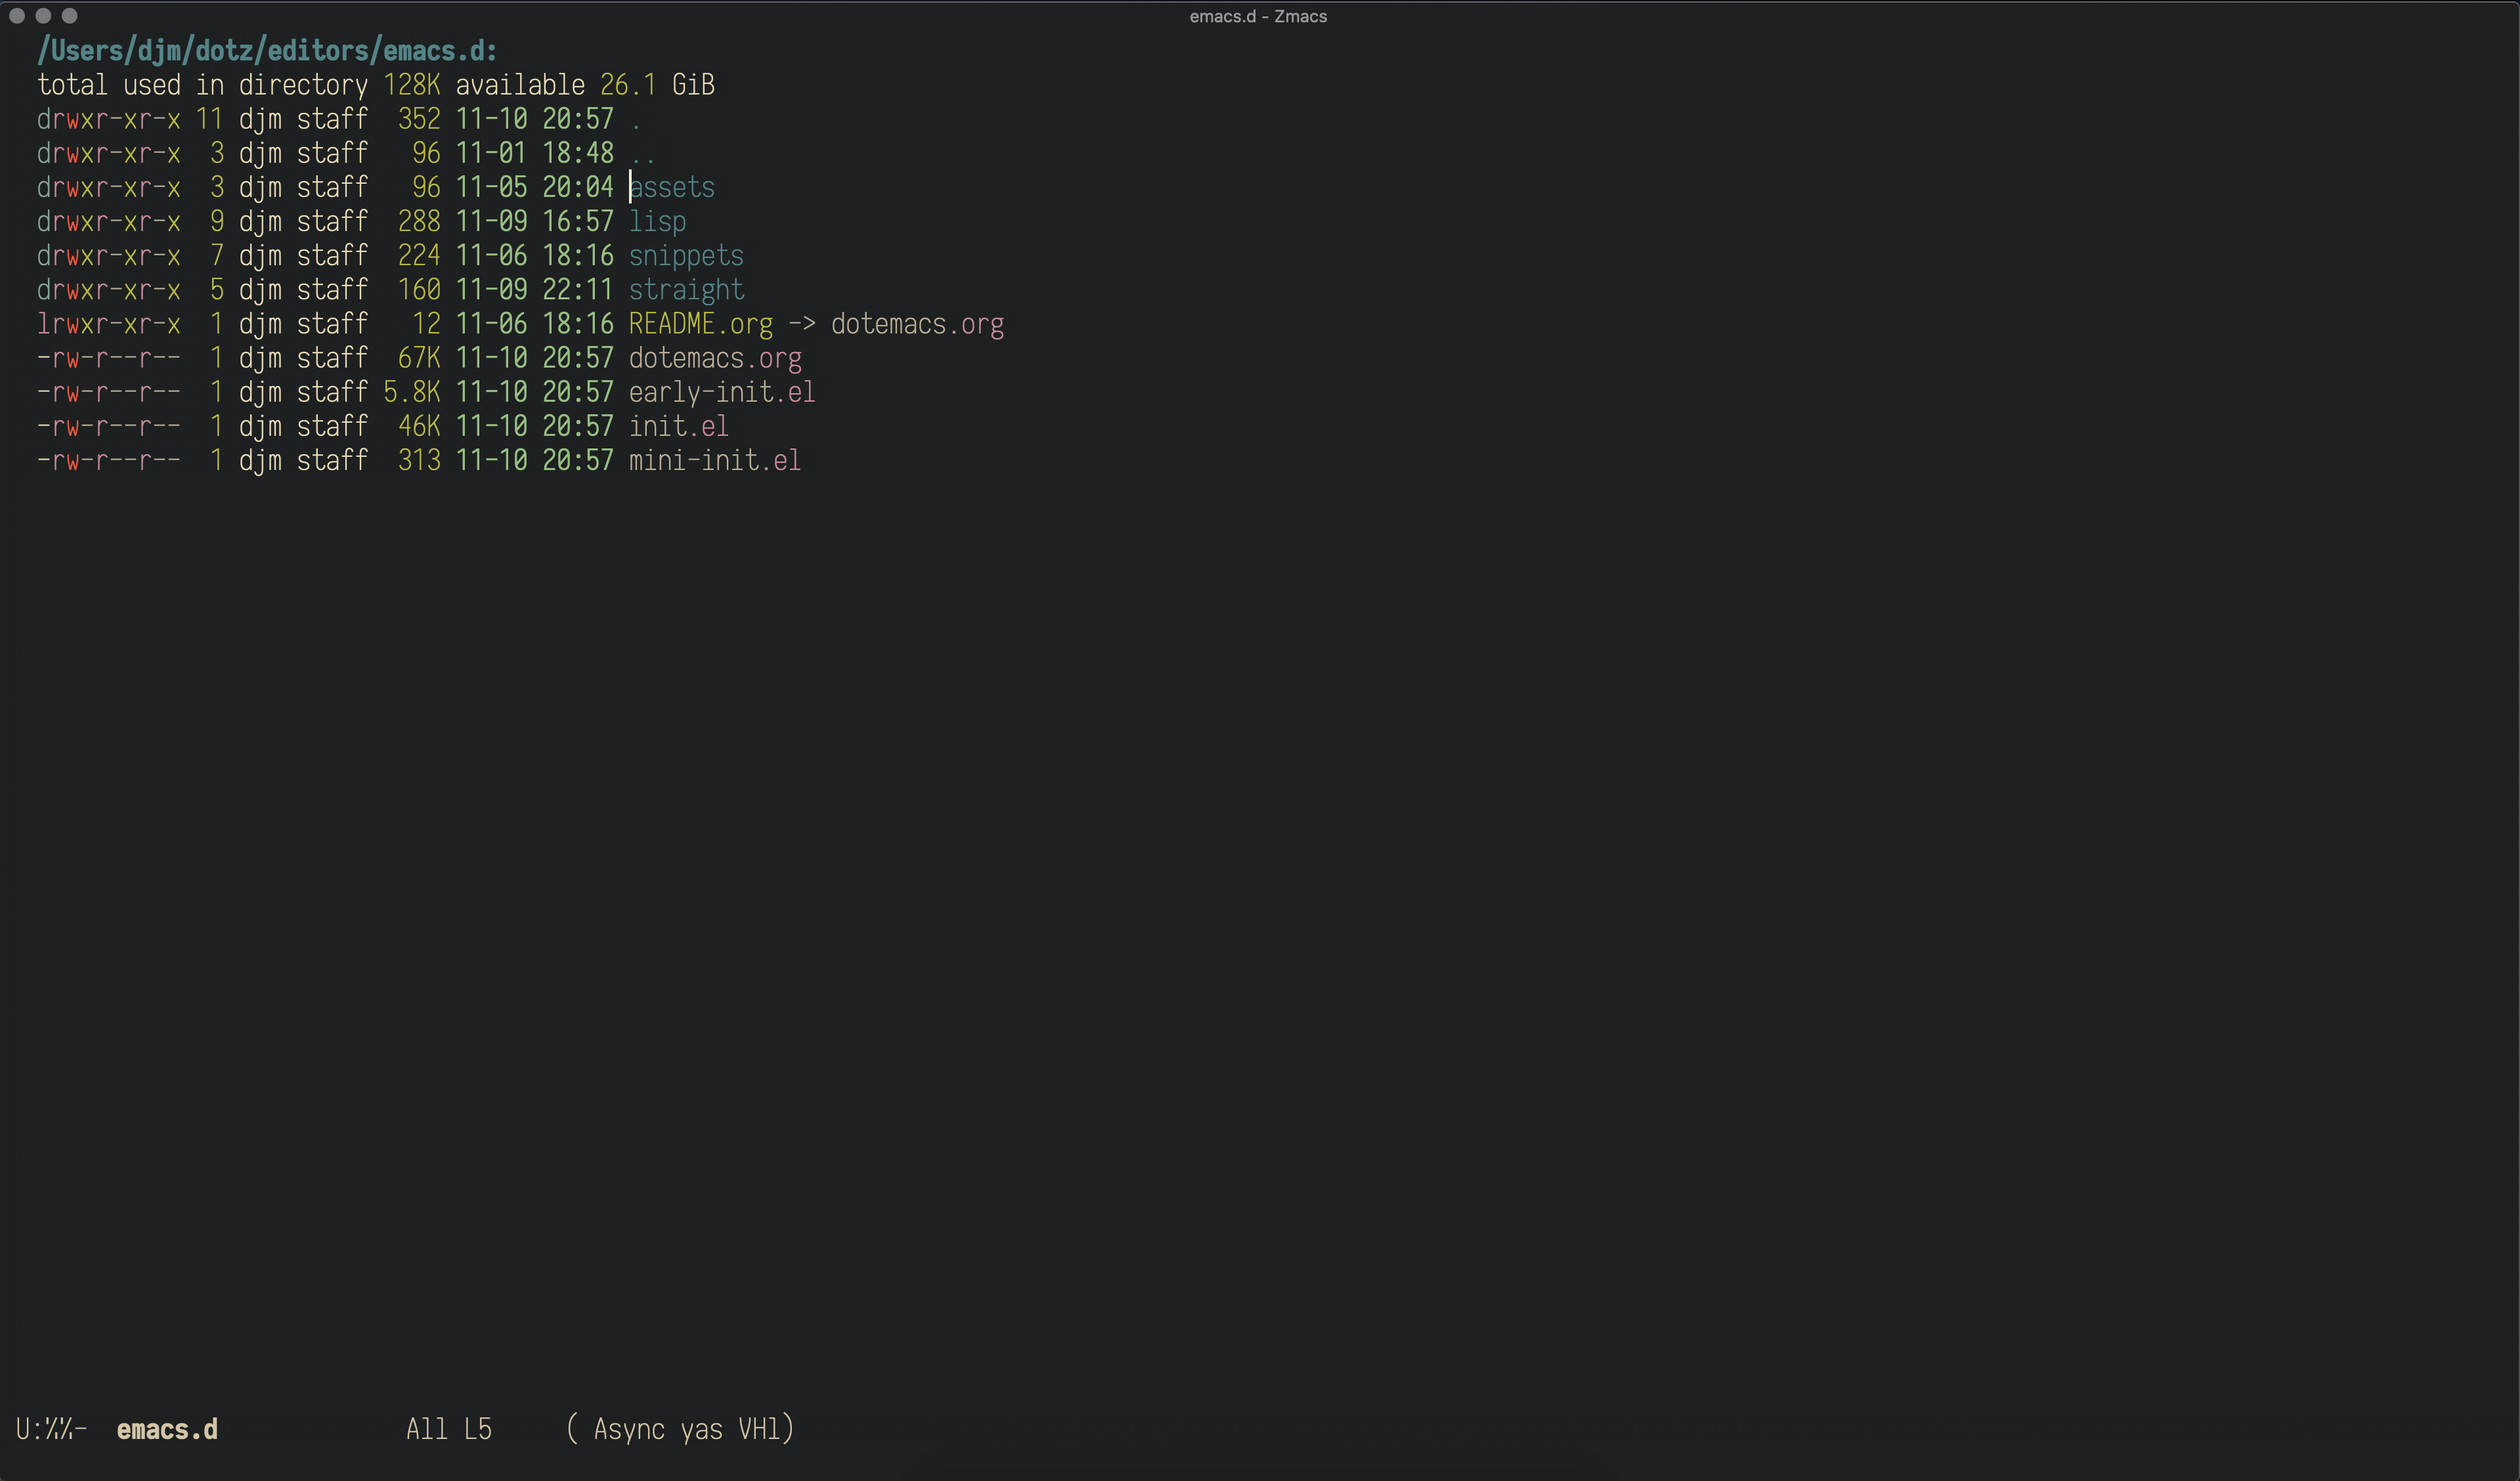 emacs.d - Zmacs
/Users/djm/dotz/editors/emacs.d:
total used in directory 128K available 26.1 GiB
drwxr-xr-x 11 djm staff  352 11-10 20:57 .
drwxr-xr-x  3 djm staff   96 11-01 18:48 ..
drwxr-xr-x  3 djm staff   96 11-05 20:04 assets
drwxr-xr-x  9 djm staff  288 11-09 16:57 lisp
drwxr-xr-x  7 djm staff  224 11-06 18:16 snippets
drwxr-xr-x  5 djm staff  160 11-09 22:11 straight
lrwxr-xr-x  1 djm staff   12 11-06 18:16 README.org -> dotemacs.org
-rw-r--r--  1 djm staff  67K 11-10 20:57 dotemacs.org
-rw-r--r--  1 djm staff 5.8K 11-10 20:57 early-init.el
-rw-r--r--  1 djm staff  46K 11-10 20:57 init.el
-rw-r--r--  1 djm staff  313 11-10 20:57 mini-init.el
U:%%-  emacs.d             All L5     ( Async yas VHl)